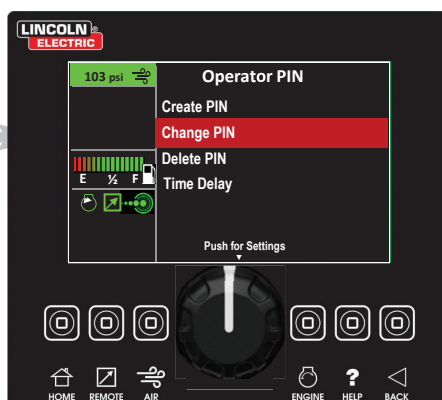 LINCOLN®
ELECTRIC
103 psi
Operator PIN
Create PIN
Change PIN
Delete PIN
Time Delay
E ½ F
Push for Settings
HOME REMOTE AIR ENGINE ? HELP BACK